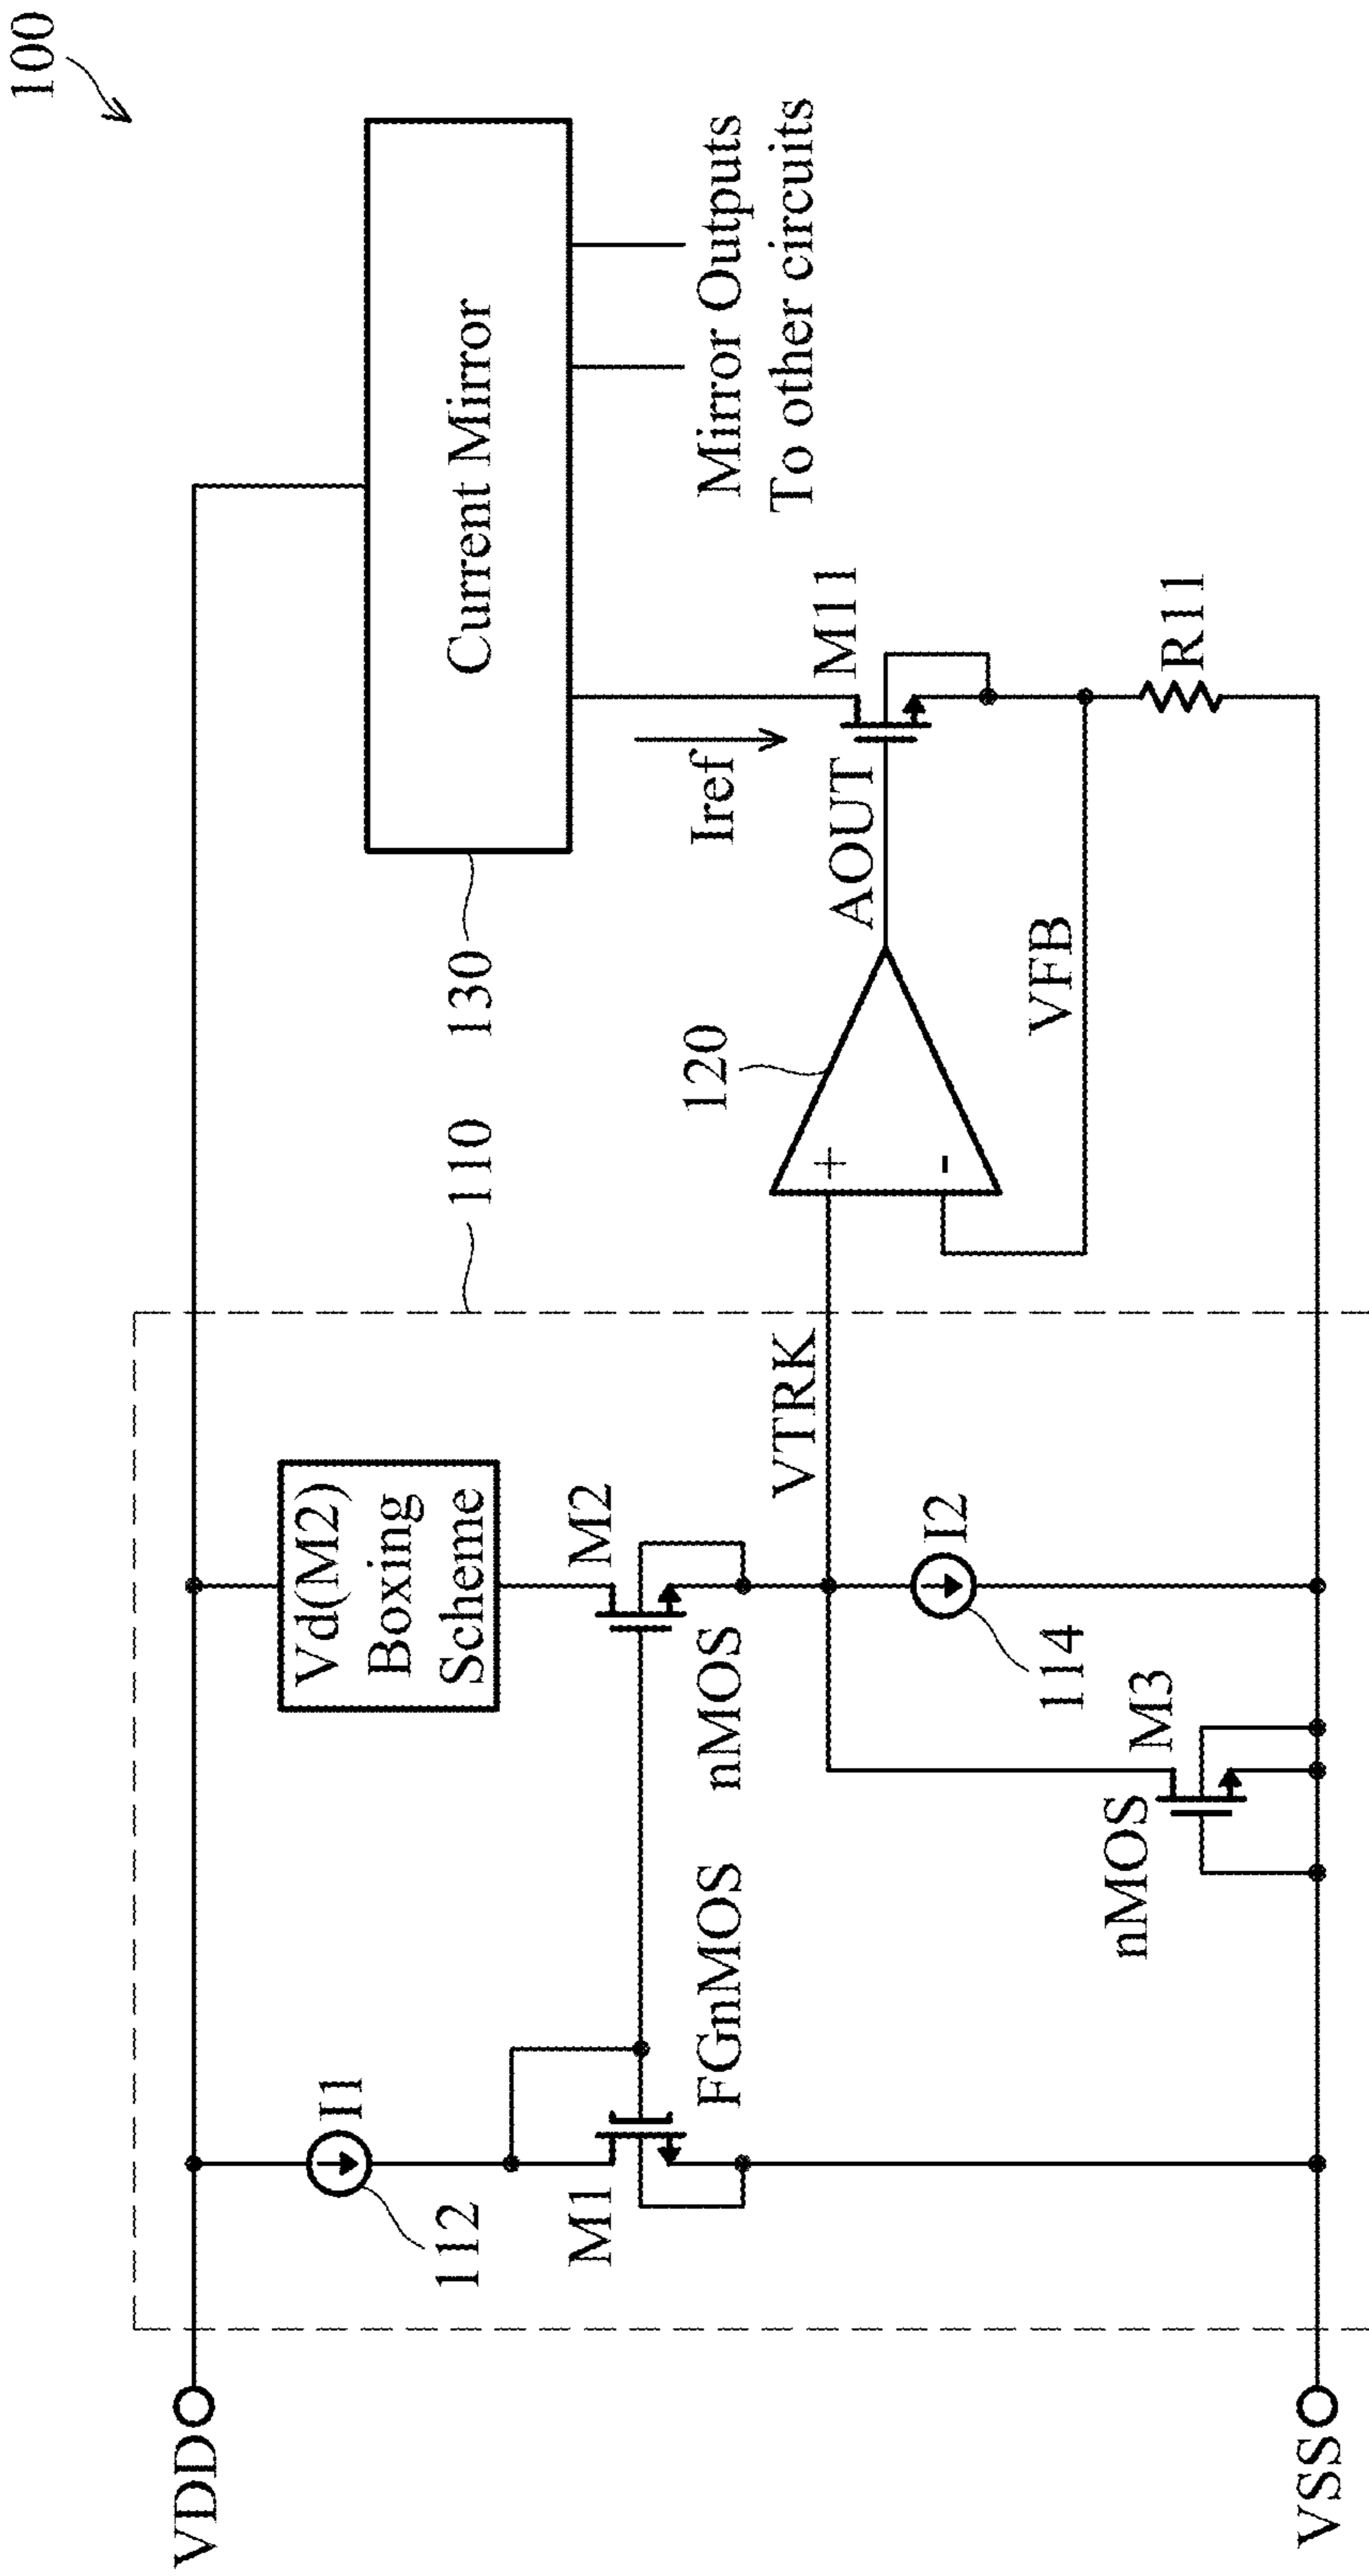 100
VDD
I1
112
M1
FGnMOS
Vd(M2)
Boxing
Scheme
M2
nMOS
VTRK
I2
114
M3
nMOS
110
130
Current Mirror
Mirror Outputs
To other circuits
Iref
120
+
-
AOUT
M11
VFB
R11
VSS